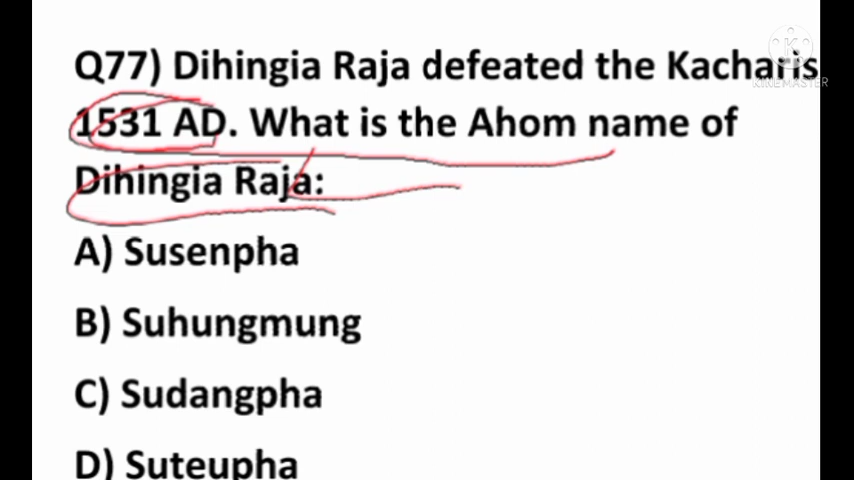 Q77) Dihingia Raja defeated the Kacharis
1531 AD. What is the Ahom name of
Dihingia Raja:
A) Susenpha
B) Suhungmung
C) Sudangpha
D) Suteupha
K
KINEMASTER